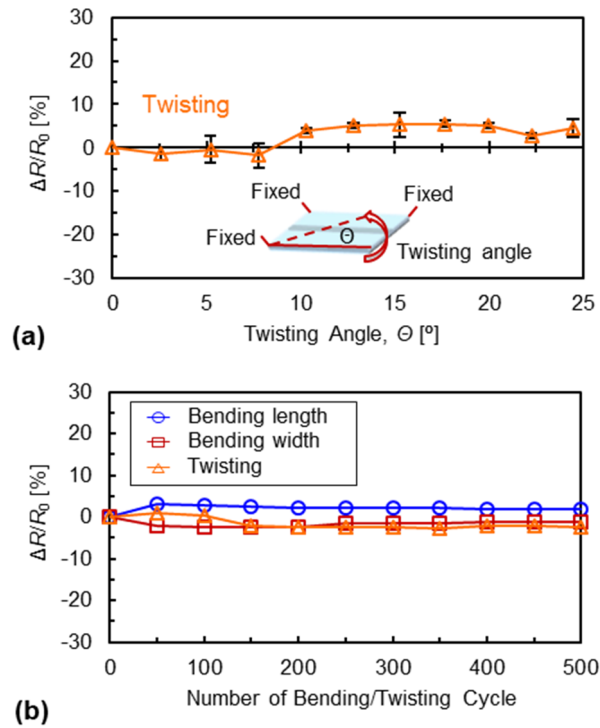 30
20
10
0
-10
-20
-30
ΔR/R0 [%]
Twisting
Fixed
Fixed
Fixed
Θ
Twisting angle
0 5 10 15 20 25
Twisting Angle, Θ [º]
(a)
30
20
10
0
-10
-20
-30
ΔR/R0 [%]
Bending length
Bending width
Twisting
0 100 200 300 400 500
Number of Bending/Twisting Cycle
(b)